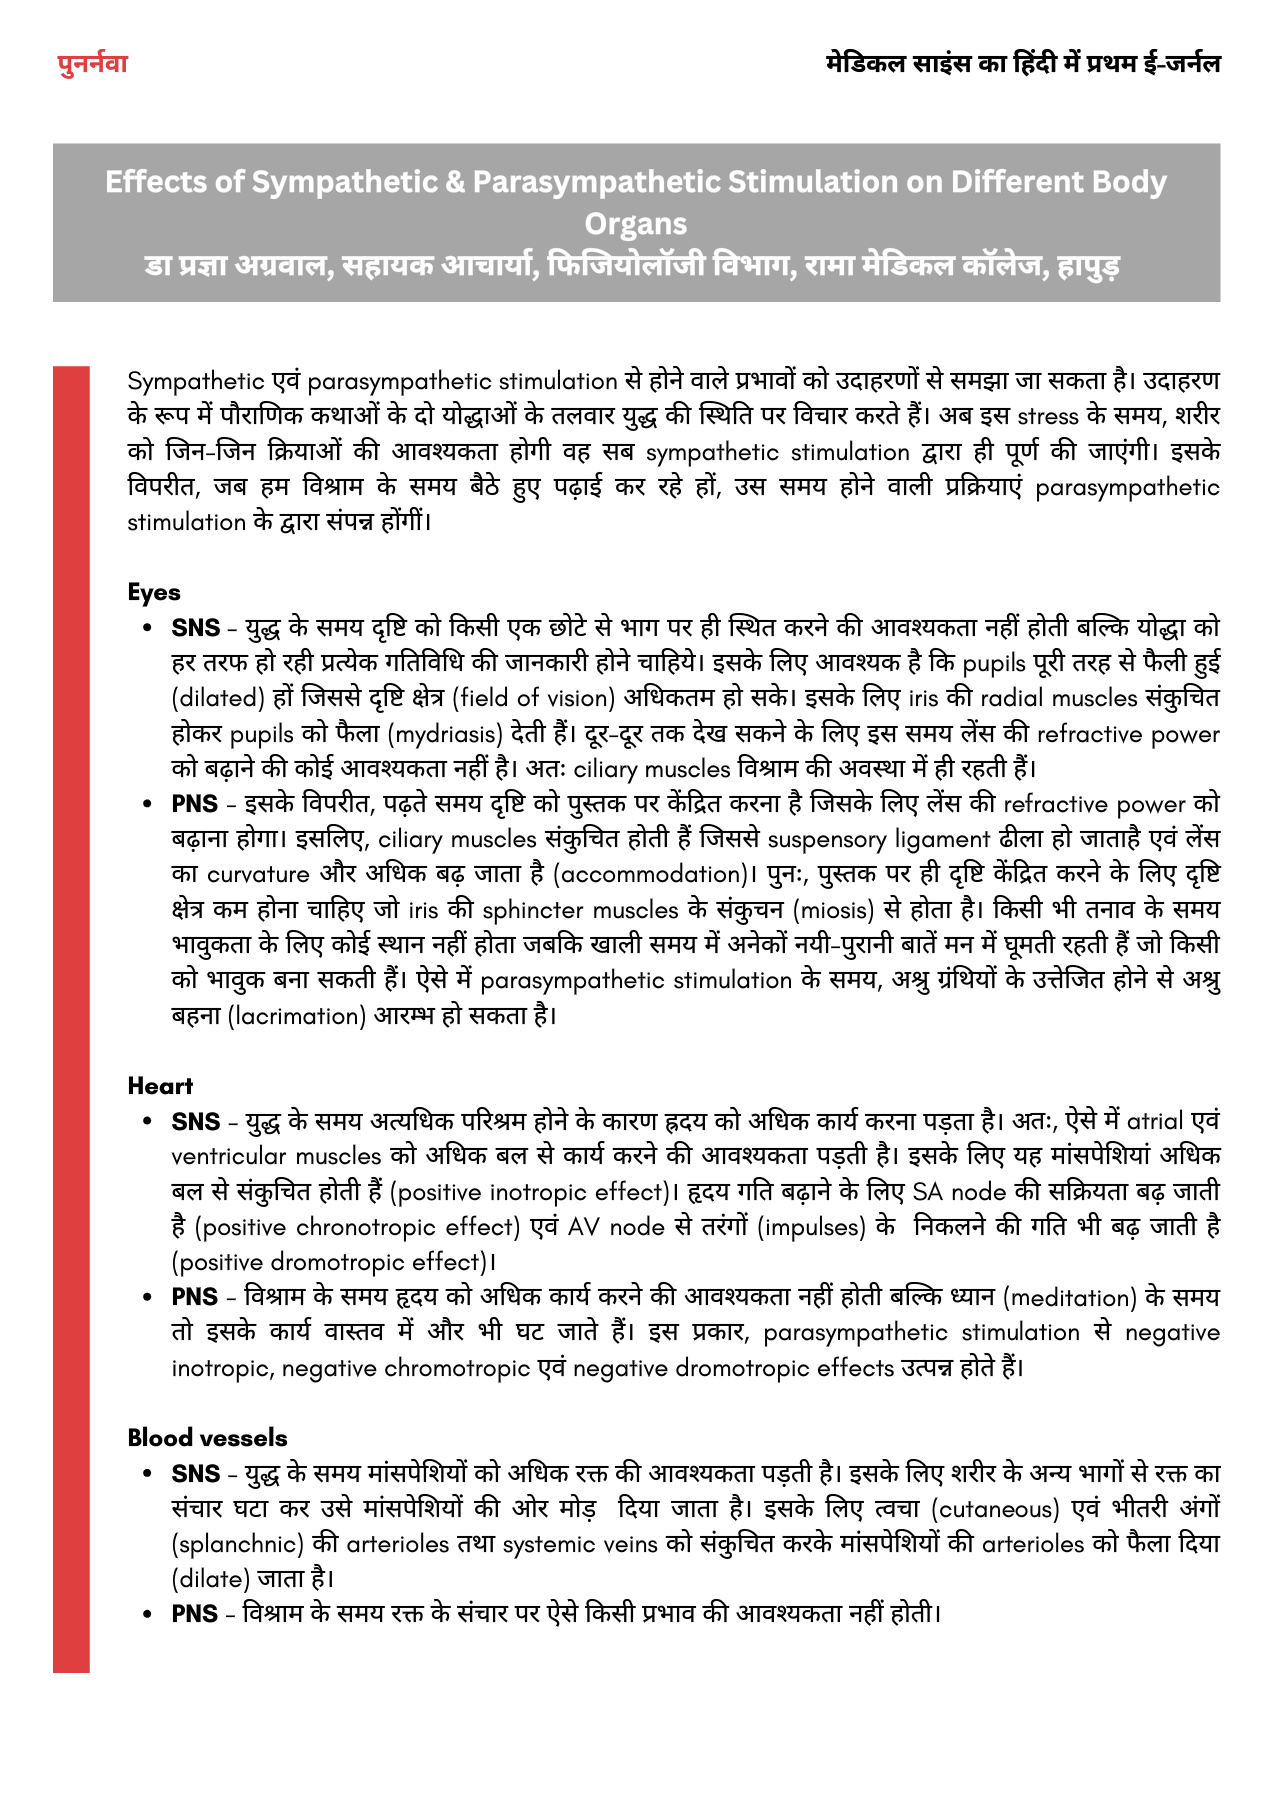 पुनर्नवा
मेडिकल साइंस का हिंदी में प्रथम ई-जर्नल
Effects of Sympathetic & Parasympathetic Stimulation on Different Body
Organs
डा प्रज्ञा अग्रवाल, सहायक आचार्या, फिजियोलॉजी विभाग, रामा मेडिकल कॉलेज, हापुड़
Sympathetic एवं parasympathetic stimulation से होने वाले प्रभावों को उदाहरणों से समझा जा सकता है। उदाहरण
के रूप में पौराणिक कथाओं के दो योद्धाओं के तलवार युद्ध की स्थिति पर विचार करते हैं। अब इस stress के समय, शरीर
को जिन-जिन क्रियाओं की आवश्यकता होगी वह सब sympathetic stimulation द्वारा ही पूर्ण की जाएंगी। इसके
विपरीत, जब हम विश्राम के समय बैठे हुए पढ़ाई कर रहे हों, उस समय होने वाली प्रक्रियाएं parasympathetic
stimulation के द्वारा संपन्न होंगीं।
Eyes
• SNS – युद्ध के समय दृष्टि को किसी एक छोटे से भाग पर ही स्थित करने की आवश्यकता नहीं होती बल्कि योद्धा को
हर तरफ हो रही प्रत्येक गतिविधि की जानकारी होने चाहिये। इसके लिए आवश्यक है कि pupils पूरी तरह से फैली हुई
(dilated) हों जिससे दृष्टि क्षेत्र (field of vision) अधिकतम हो सके। इसके लिए iris की radial muscles संकुचित
होकर pupils को फैला (mydriasis) देती हैं। दूर-दूर तक देख सकने के लिए इस समय लेंस की refractive power
को बढ़ाने की कोई आवश्यकता नहीं है। अतः ciliary muscles विश्राम की अवस्था में ही रहती हैं।
• PNS – इसके विपरीत, पढ़ते समय दृष्टि को पुस्तक पर केंद्रित करना है जिसके लिए लेंस की refractive power को
बढ़ाना होगा। इसलिए, ciliary muscles संकुचित होती हैं जिससे suspensory ligament ढीला हो जाताहै एवं लेंस
का curvature और अधिक बढ़ जाता है (accommodation)। पुनः, पुस्तक पर ही दृष्टि केंद्रित करने के लिए दृष्टि
क्षेत्र कम होना चाहिए जो iris की sphincter muscles के संकुचन (miosis) से होता है। किसी भी तनाव के समय
भावुकता के लिए कोई स्थान नहीं होता जबकि खाली समय में अनेकों नयी-पुरानी बातें मन में घूमती रहती हैं जो किसी
को भावुक बना सकती हैं। ऐसे में parasympathetic stimulation के समय, अश्रु ग्रंथियों के उत्तेजित होने से अश्रु
बहना (lacrimation) आरम्भ हो सकता है।
Heart
• SNS – युद्ध के समय अत्यधिक परिश्रम होने के कारण ह्रदय को अधिक कार्य करना पड़ता है। अतः, ऐसे में atrial एवं
ventricular muscles को अधिक बल से कार्य करने की आवश्यकता पड़ती है। इसके लिए यह मांसपेशियां अधिक
बल से संकुचित होती हैं (positive inotropic effect)। हृदय गति बढ़ाने के लिए SA node की सक्रियता बढ़ जाती
है (positive chronotropic effect) एवं AV node से तरंगों (impulses) के निकलने की गति भी बढ़ जाती है
(positive dromotropic effect)।
• PNS – विश्राम के समय हृदय को अधिक कार्य करने की आवश्यकता नहीं होती बल्कि ध्यान (meditation) के समय
तो इसके कार्य वास्तव में और भी घट जाते हैं। इस प्रकार, parasympathetic stimulation से negative
inotropic, negative chromotropic एवं negative dromotropic effects उत्पन्न होते हैं।
Blood vessels
• SNS – युद्ध के समय मांसपेशियों को अधिक रक्त की आवश्यकता पड़ती है। इसके लिए शरीर के अन्य भागों से रक्त का
संचार घटा कर उसे मांसपेशियों की ओर मोड़ दिया जाता है। इसके लिए त्वचा (cutaneous) एवं भीतरी अंगों
(splanchnic) की arterioles तथा systemic veins को संकुचित करके मांसपेशियों की arterioles को फैला दिया
(dilate) जाता है।
• PNS – विश्राम के समय रक्त के संचार पर ऐसे किसी प्रभाव की आवश्यकता नहीं होती।